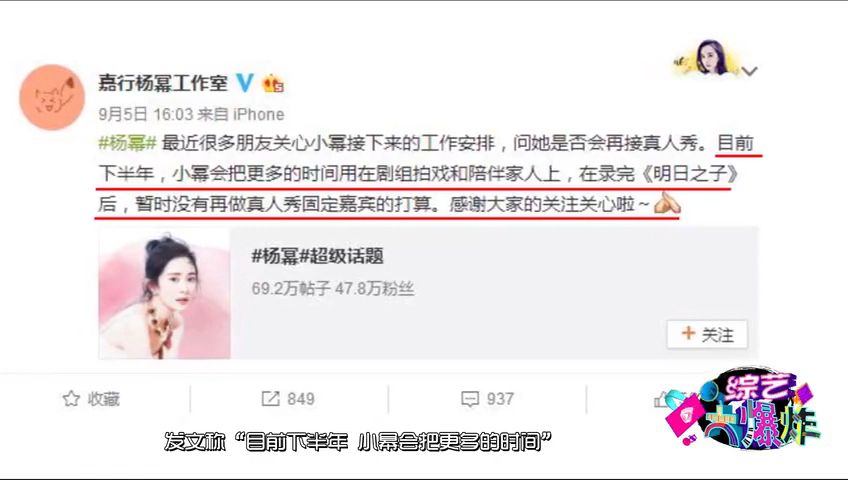 嘉行杨幂工作室
9月5日 16:03 来自 iPhone
#杨幂# 最近很多朋友关心小幂接下来的工作安排，问她是否会再接真人秀。目前
下半年，小幂会把更多的时间用在剧组拍戏和陪伴家人上，在录完《明日之子》
后，暂时没有再做真人秀固定嘉宾的打算。感谢大家的关注关心啦~
#杨幂#超级话题
69.2万帖子 47.8万粉丝
+ 关注
收藏
849
937
综艺
大爆炸
发文称“目前下半年 小幂会把更多的时间”